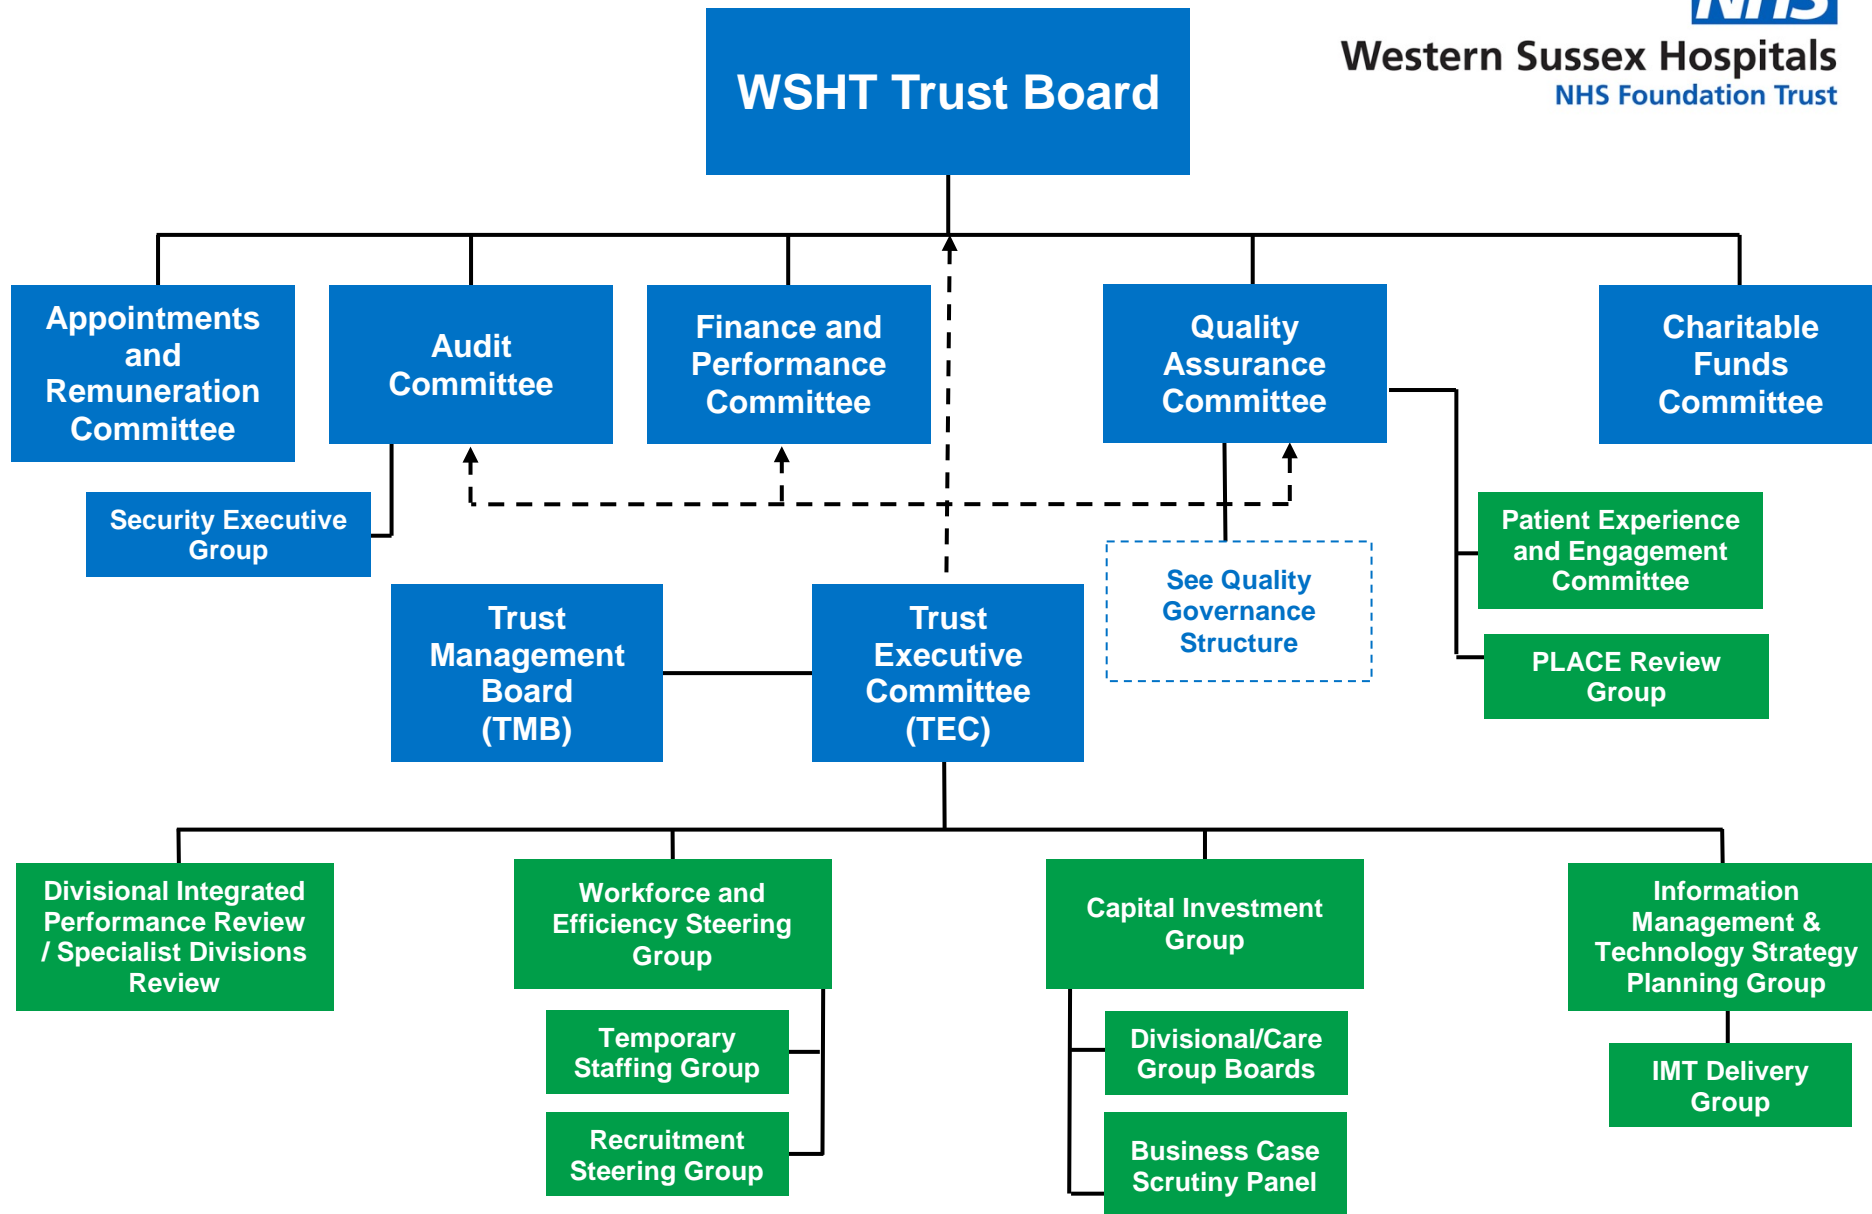 NHS
Western Sussex Hospitals
NHS Foundation Trust
WSHT Trust Board
Appointments
and
Remuneration
Committee
Audit
Committee
Finance and
Performance
Committee
Quality
Assurance
Committee
Charitable
Funds
Committee
Security Executive
Group
Patient Experience
and Engagement
Committee
See Quality
Governance
Structure
PLACE Review
Group
Trust
Management
Board
(TMB)
Trust
Executive
Committee
(TEC)
Divisional Integrated
Performance Review
/ Specialist Divisions
Review
Workforce and
Efficiency Steering
Group
Capital Investment
Group
Information
Management &
Technology Strategy
Planning Group
Temporary
Staffing Group
Recruitment
Steering Group
Divisional/Care
Group Boards
Business Case
Scrutiny Panel
IMT Delivery
Group